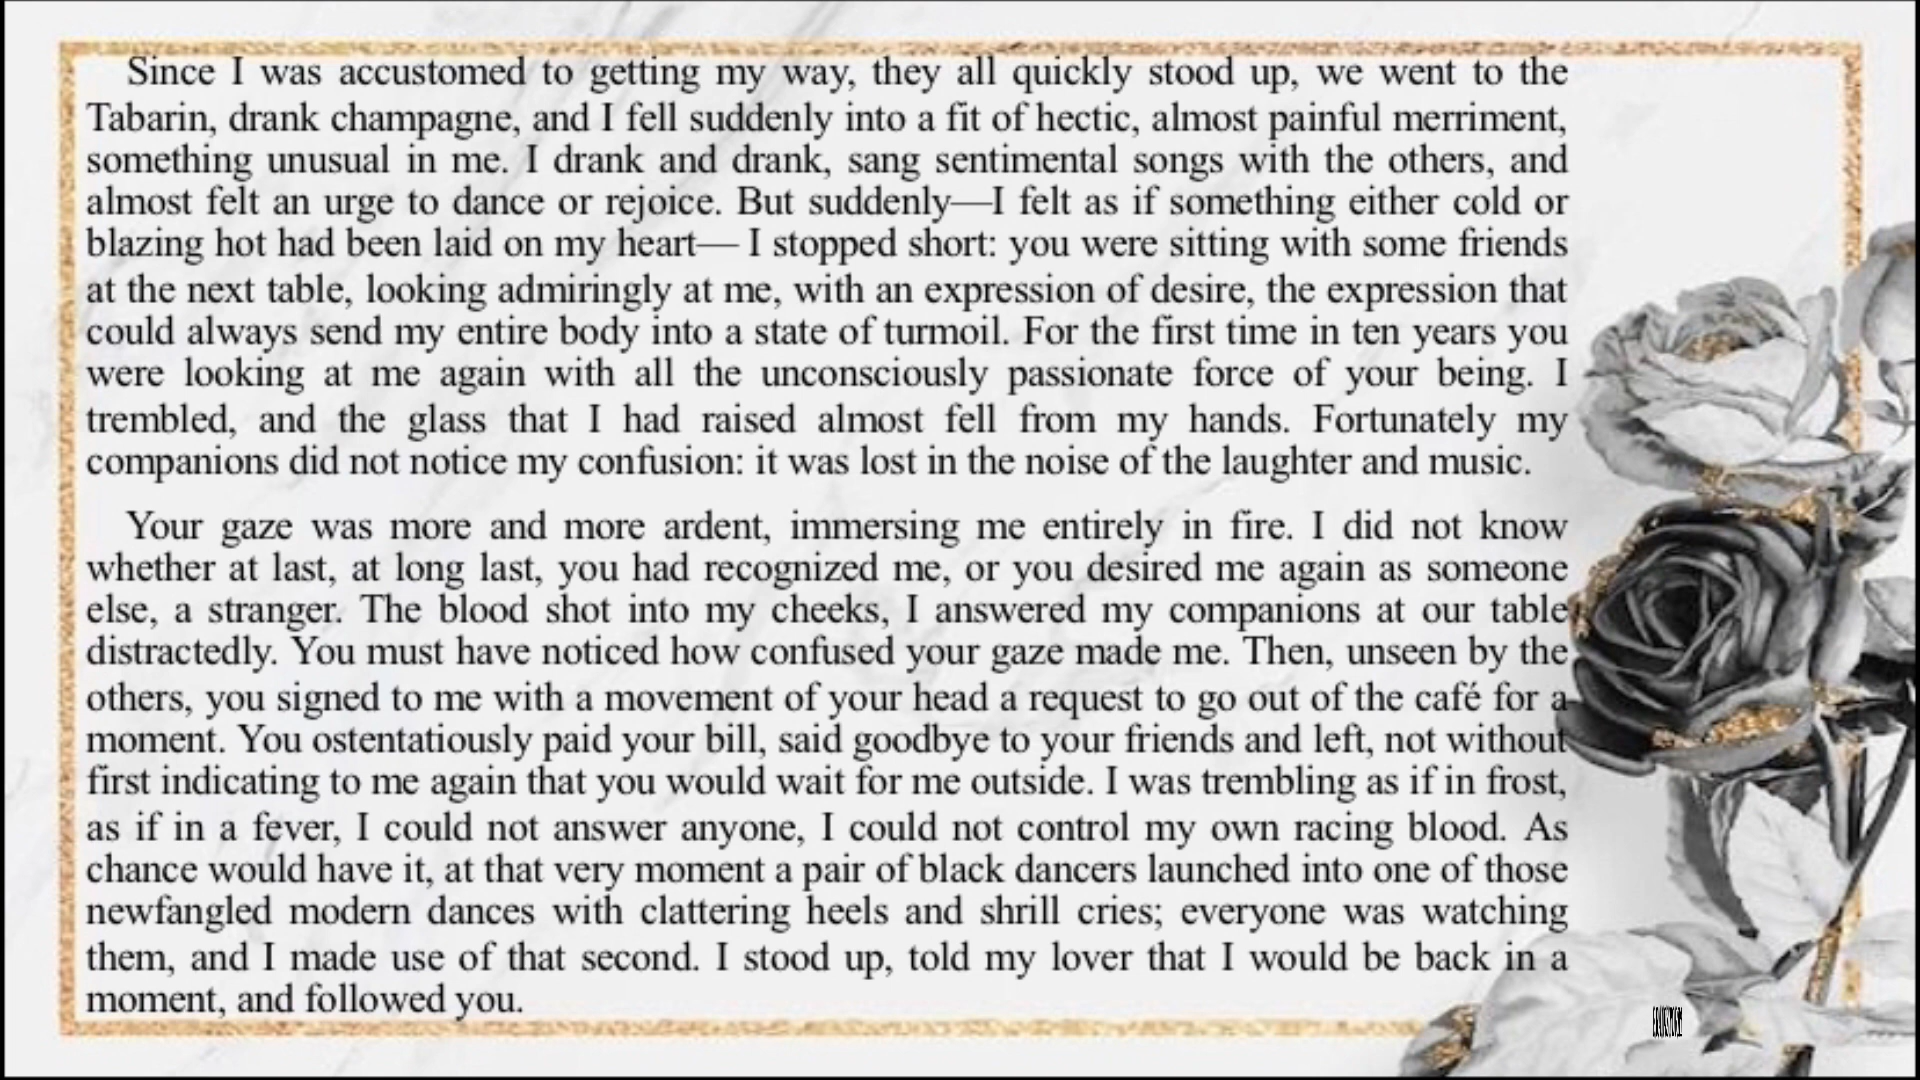 Since I was accustomed to getting my way, they all quickly stood up, we went to the
Tabarin, drank champagne, and I fell suddenly into a fit of hectic, almost painful merriment,
something unusual in me. I drank and drank, sang sentimental songs with the others, and
almost felt an urge to dance or rejoice. But suddenly—I felt as if something either cold or
blazing hot had been laid on my heart— I stopped short: you were sitting with some friends
at the next table, looking admiringly at me, with an expression of desire, the expression that
could always send my entire body into a state of turmoil. For the first time in ten years you
were looking at me again with all the unconsciously passionate force of your being. I
trembled, and the glass that I had raised almost fell from my hands. Fortunately my
companions did not notice my confusion: it was lost in the noise of the laughter and music.
Your gaze was more and more ardent, immersing me entirely in fire. I did not know
whether at last, at long last, you had recognized me, or you desired me again as someone
else, a stranger. The blood shot into my cheeks, I answered my companions at our table
distractedly. You must have noticed how confused your gaze made me. Then, unseen by the
others, you signed to me with a movement of your head a request to go out of the café for a
moment. You ostentatiously paid your bill, said goodbye to your friends and left, not without
first indicating to me again that you would wait for me outside. I was trembling as if in frost,
as if in a fever, I could not answer anyone, I could not control my own racing blood. As
chance would have it, at that very moment a pair of black dancers launched into one of those
newfangled modern dances with clattering heels and shrill cries; everyone was watching
them, and I made use of that second. I stood up, told my lover that I would be back in a
moment, and followed you.